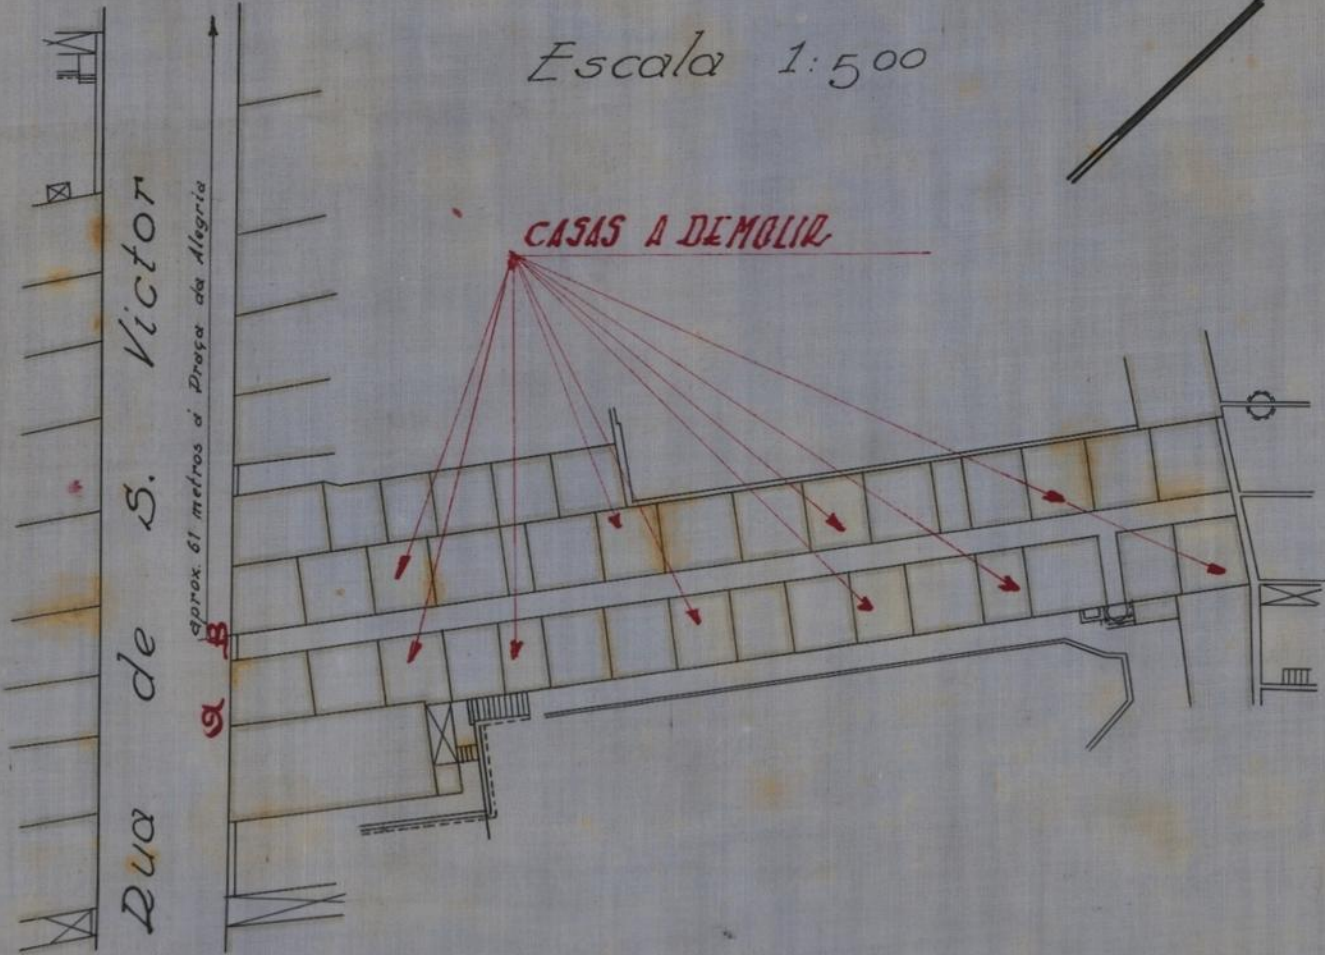 Escala 1:500
CASAS A DEMOLIR
Rua de S. Victor
aprox. 61 metros á Praça da Alegria
B
A